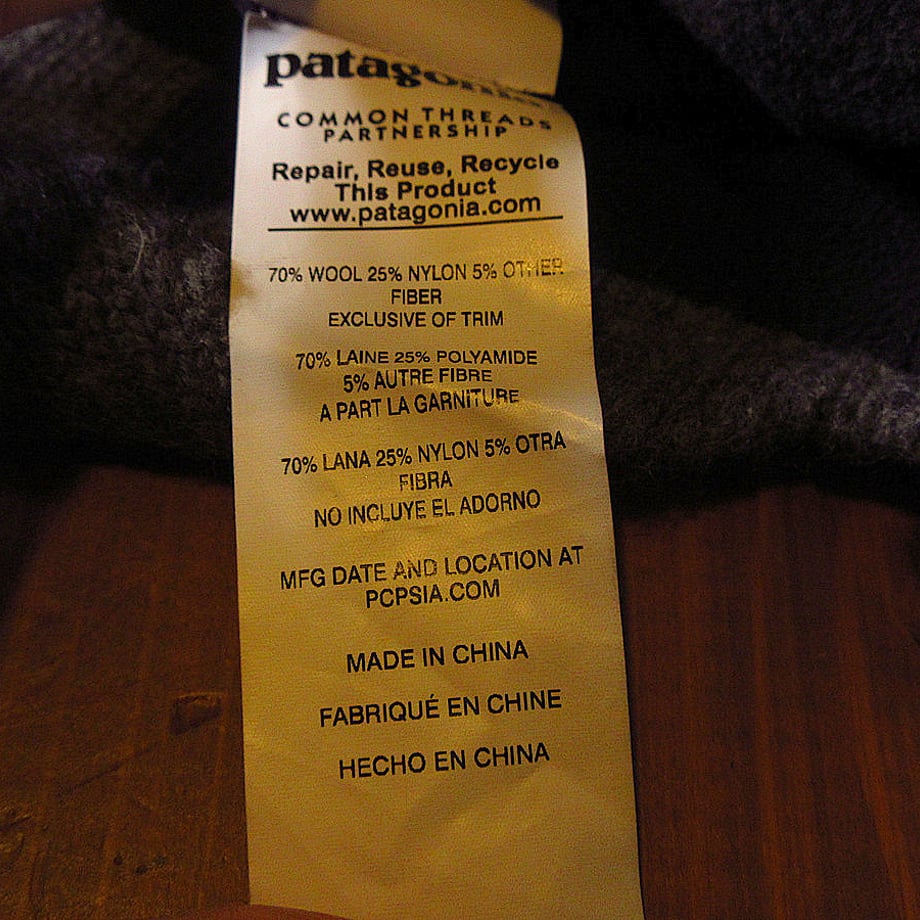 patagonia
COMMON THREADS
PARTNERSHIP
Repair, Reuse, Recycle
This Product
www.patagonia.com
70% WOOL 25% NYLON 5% OTHER
FIBER
EXCLUSIVE OF TRIM
70% LAINE 25% POLYAMIDE
5% AUTRE FIBRE
A PART LA GARNITURE
70% LANA 25% NYLON 5% OTRA
FIBRA
NO INCLUYE EL ADORNO
MFG DATE AND LOCATION AT
PCPSIA.COM
MADE IN CHINA
FABRIQUÉ EN CHINE
HECHO EN CHINA